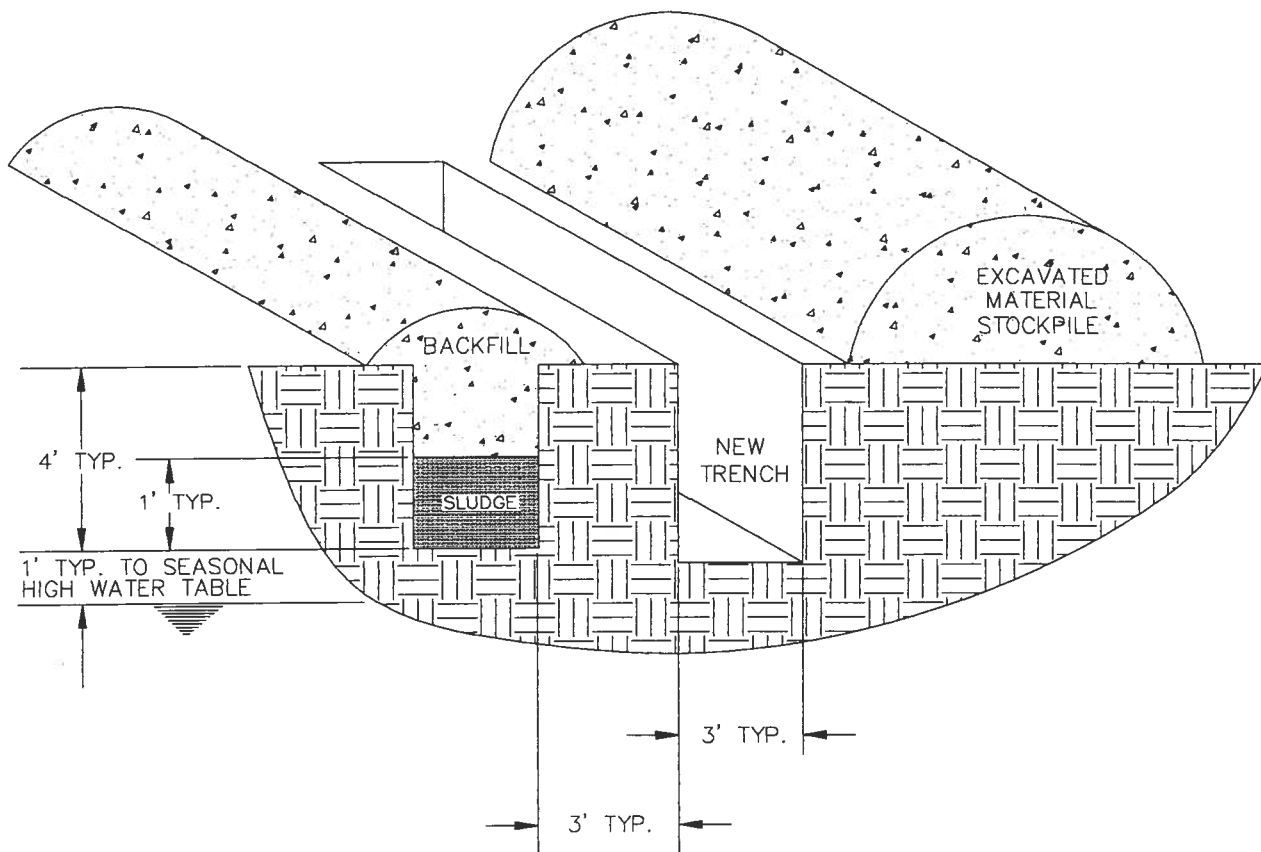 EXCAVATED
MATERIAL
STOCKPILE
BACKFILL
4' TYP.
NEW
TRENCH
1' TYP.
SLUDGE
1' TYP. TO SEASONAL
HIGH WATER TABLE
3' TYP.
3' TYP.